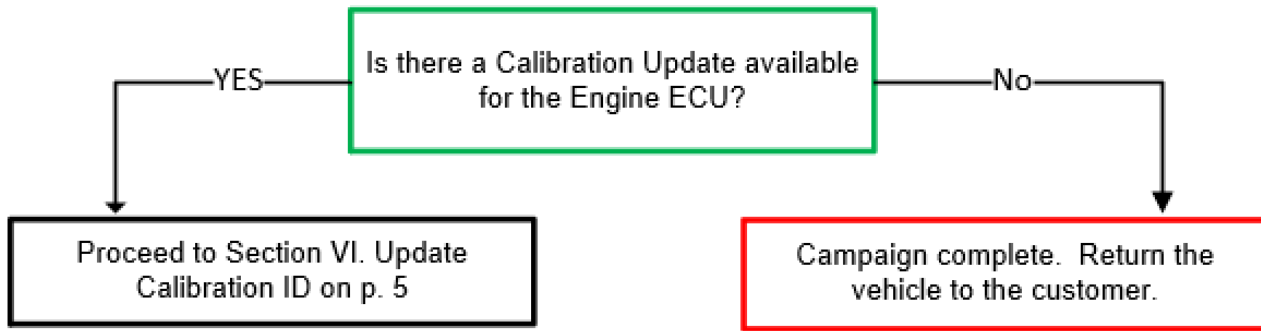 Is there a Calibration Update available
for the Engine ECU?
YES
No
Proceed to Section VI. Update
Calibration ID on p. 5
Campaign complete.  Return the
vehicle to the customer.